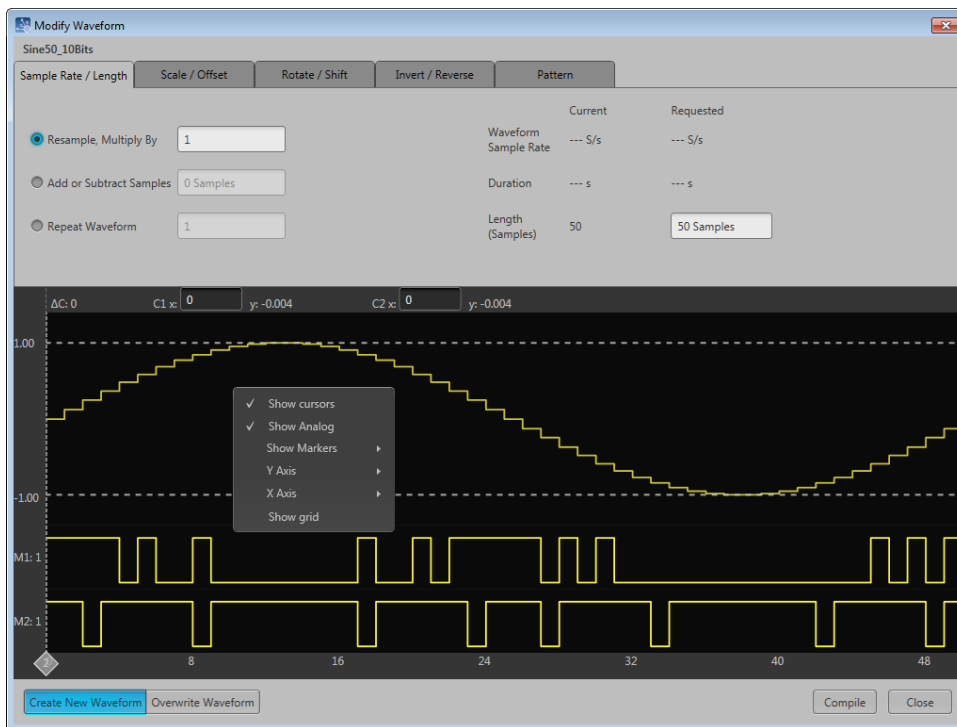 Modify Waveform
Sine50_10Bits
Sample Rate / Length Scale / Offset Rotate / Shift Invert / Reverse Pattern
Current Requested
Resample, Multiply By 1 Waveform Sample Rate --- S/s --- S/s
Add or Subtract Samples 0 Samples Duration --- s --- s
Repeat Waveform 1 Length (Samples) 50 50 Samples
ΔC: 0 C1 x: 0 y: -0.004 C2 x: 0 y: -0.004
1.00
✓ Show cursors
✓ Show Analog
Show Markers
Y Axis
X Axis
-1.00
Show grid
M1: 1
M2: 1
2 8 16 24 32 40 48
Create New Waveform Overwrite Waveform Compile Close